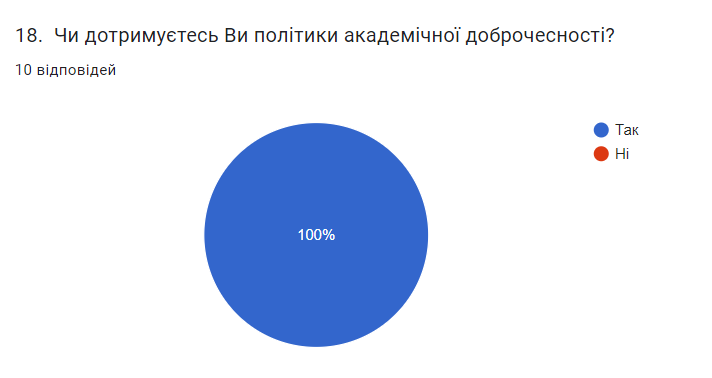 18. Чи дотримуєтесь Ви політики академічної доброчесності?
10 відповідей
Так
Ні
100%